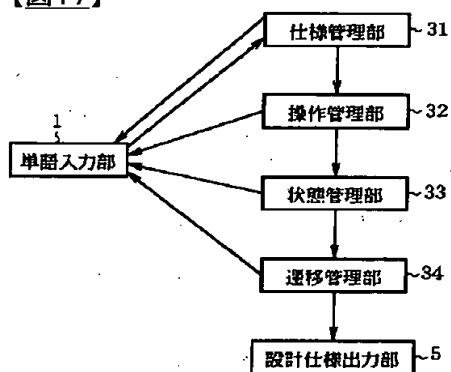 【図17】
仕様管理部 31
操作管理部 32
1
単語入力部
状態管理部 33
遷移管理部 34
設計仕様出力部 5